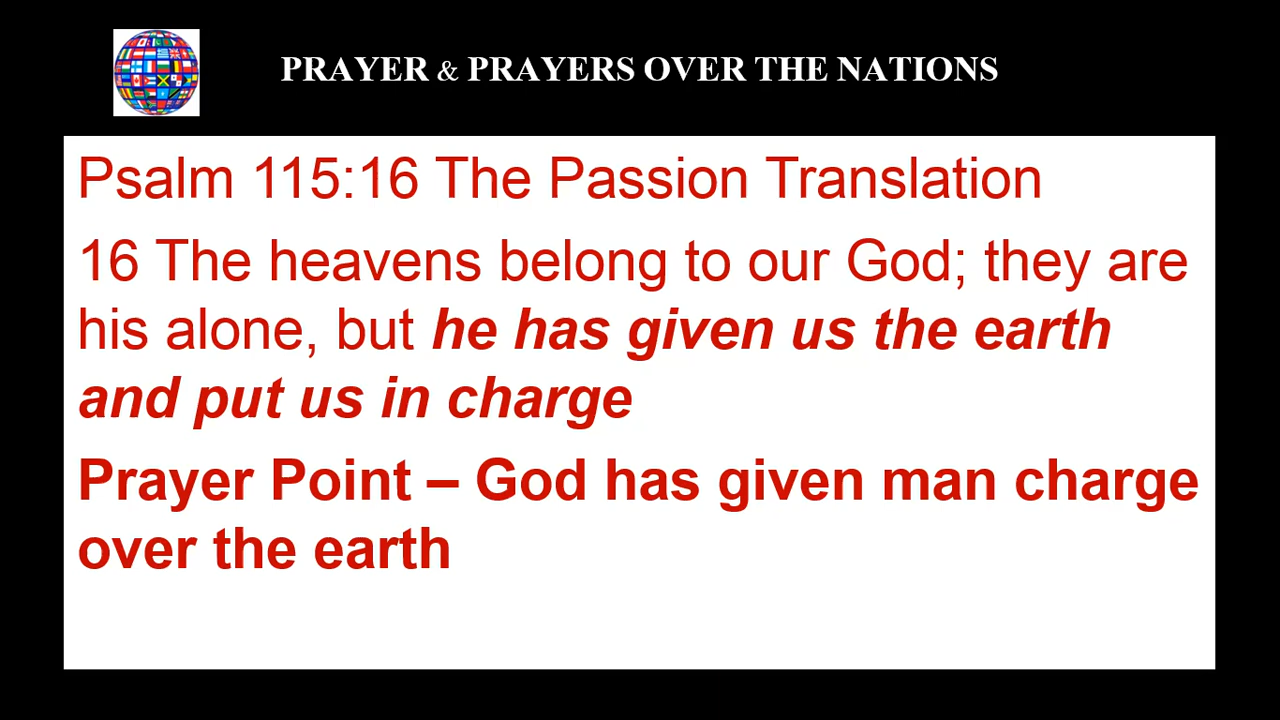 PRAYER & PRAYERS OVER THE NATIONS
Psalm 115:16 The Passion Translation
16 The heavens belong to our God; they are
his alone, but he has given us the earth
and put us in charge
Prayer Point – God has given man charge
over the earth